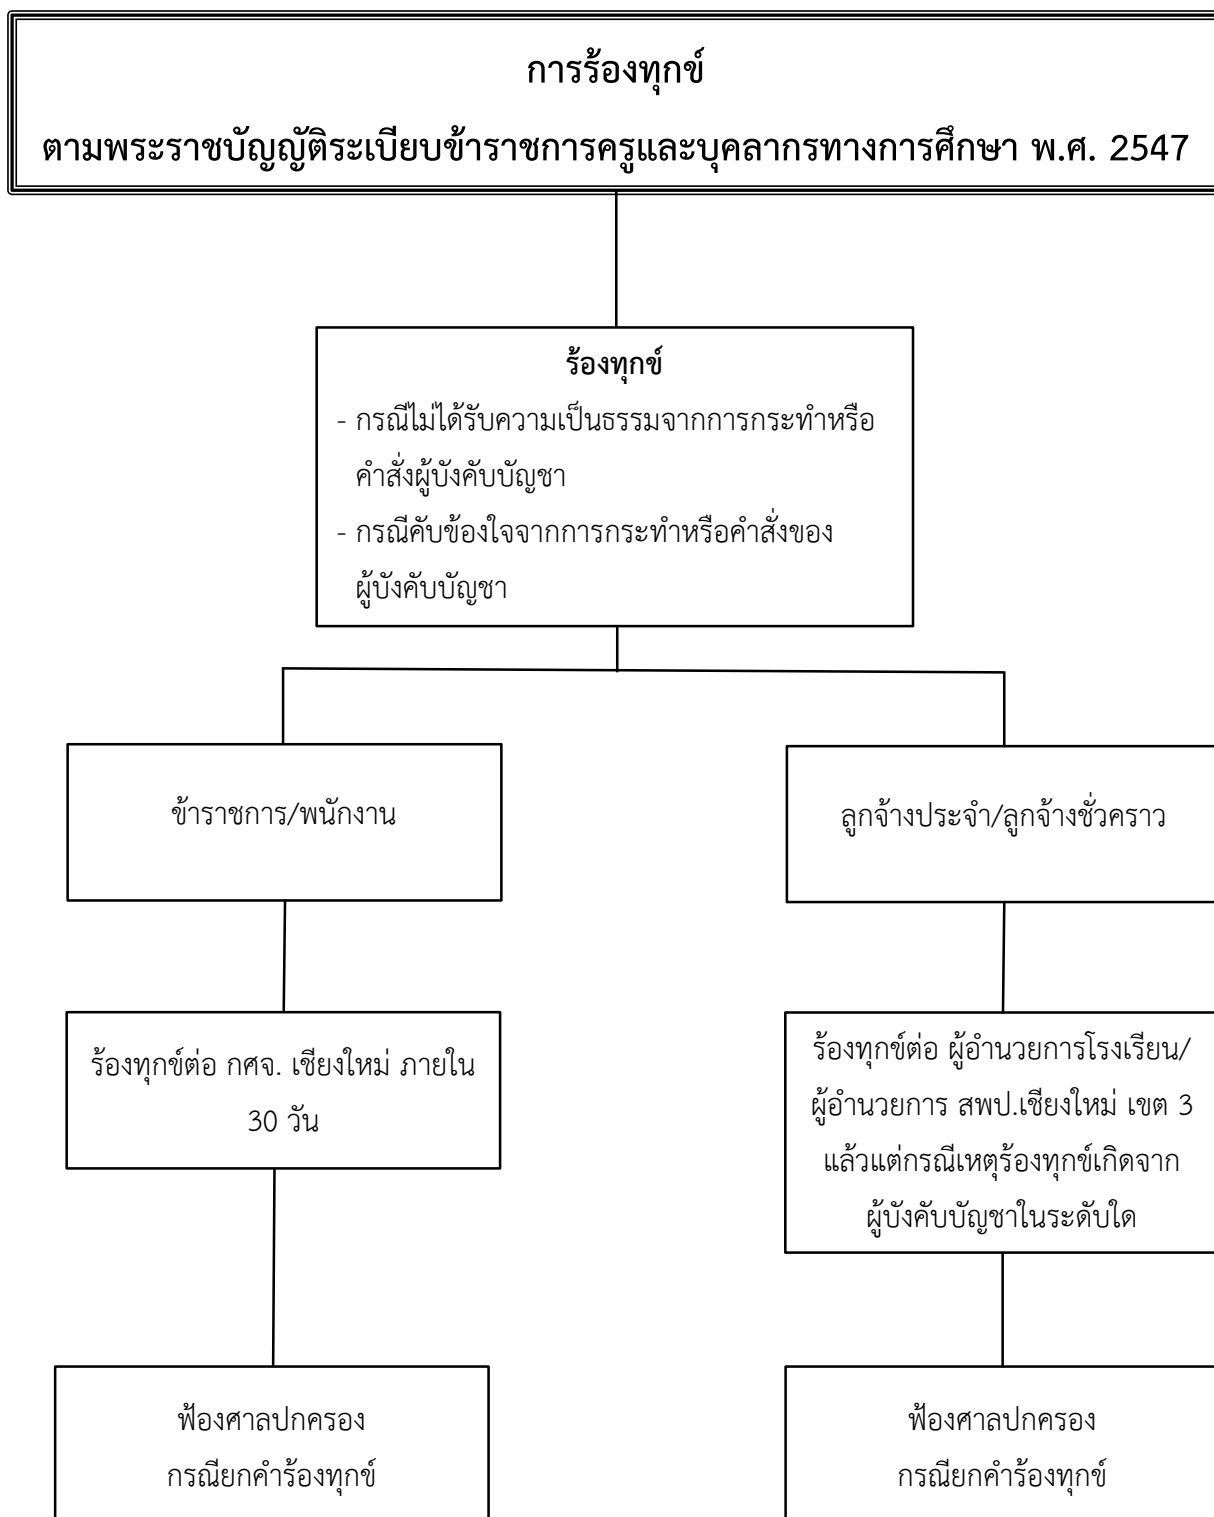 การร้องทุกข์
ตามพระราชบัญญัติระเบียบข้าราชการครูและบุคลากรทางการศึกษา พ.ศ. 2547
ร้องทุกข์
- กรณีไม่ได้รับความเป็นธรรมจากการกระทำหรือ
คำสั่งผู้บังคับบัญชา
- กรณีคับข้องใจจากการกระทำหรือคำสั่งของ
ผู้บังคับบัญชา
ข้าราชการ/พนักงาน
ลูกจ้างประจำ/ลูกจ้างชั่วคราว
ร้องทุกข์ต่อ กศจ. เชียงใหม่ ภายใน
30 วัน
ร้องทุกข์ต่อ ผู้อำนวยการโรงเรียน/
ผู้อำนวยการ สพป.เชียงใหม่ เขต 3
แล้วแต่กรณีเหตุร้องทุกข์เกิดจาก
ผู้บังคับบัญชาในระดับใด
ฟ้องศาลปกครอง
กรณียกคำร้องทุกข์
ฟ้องศาลปกครอง
กรณียกคำร้องทุกข์